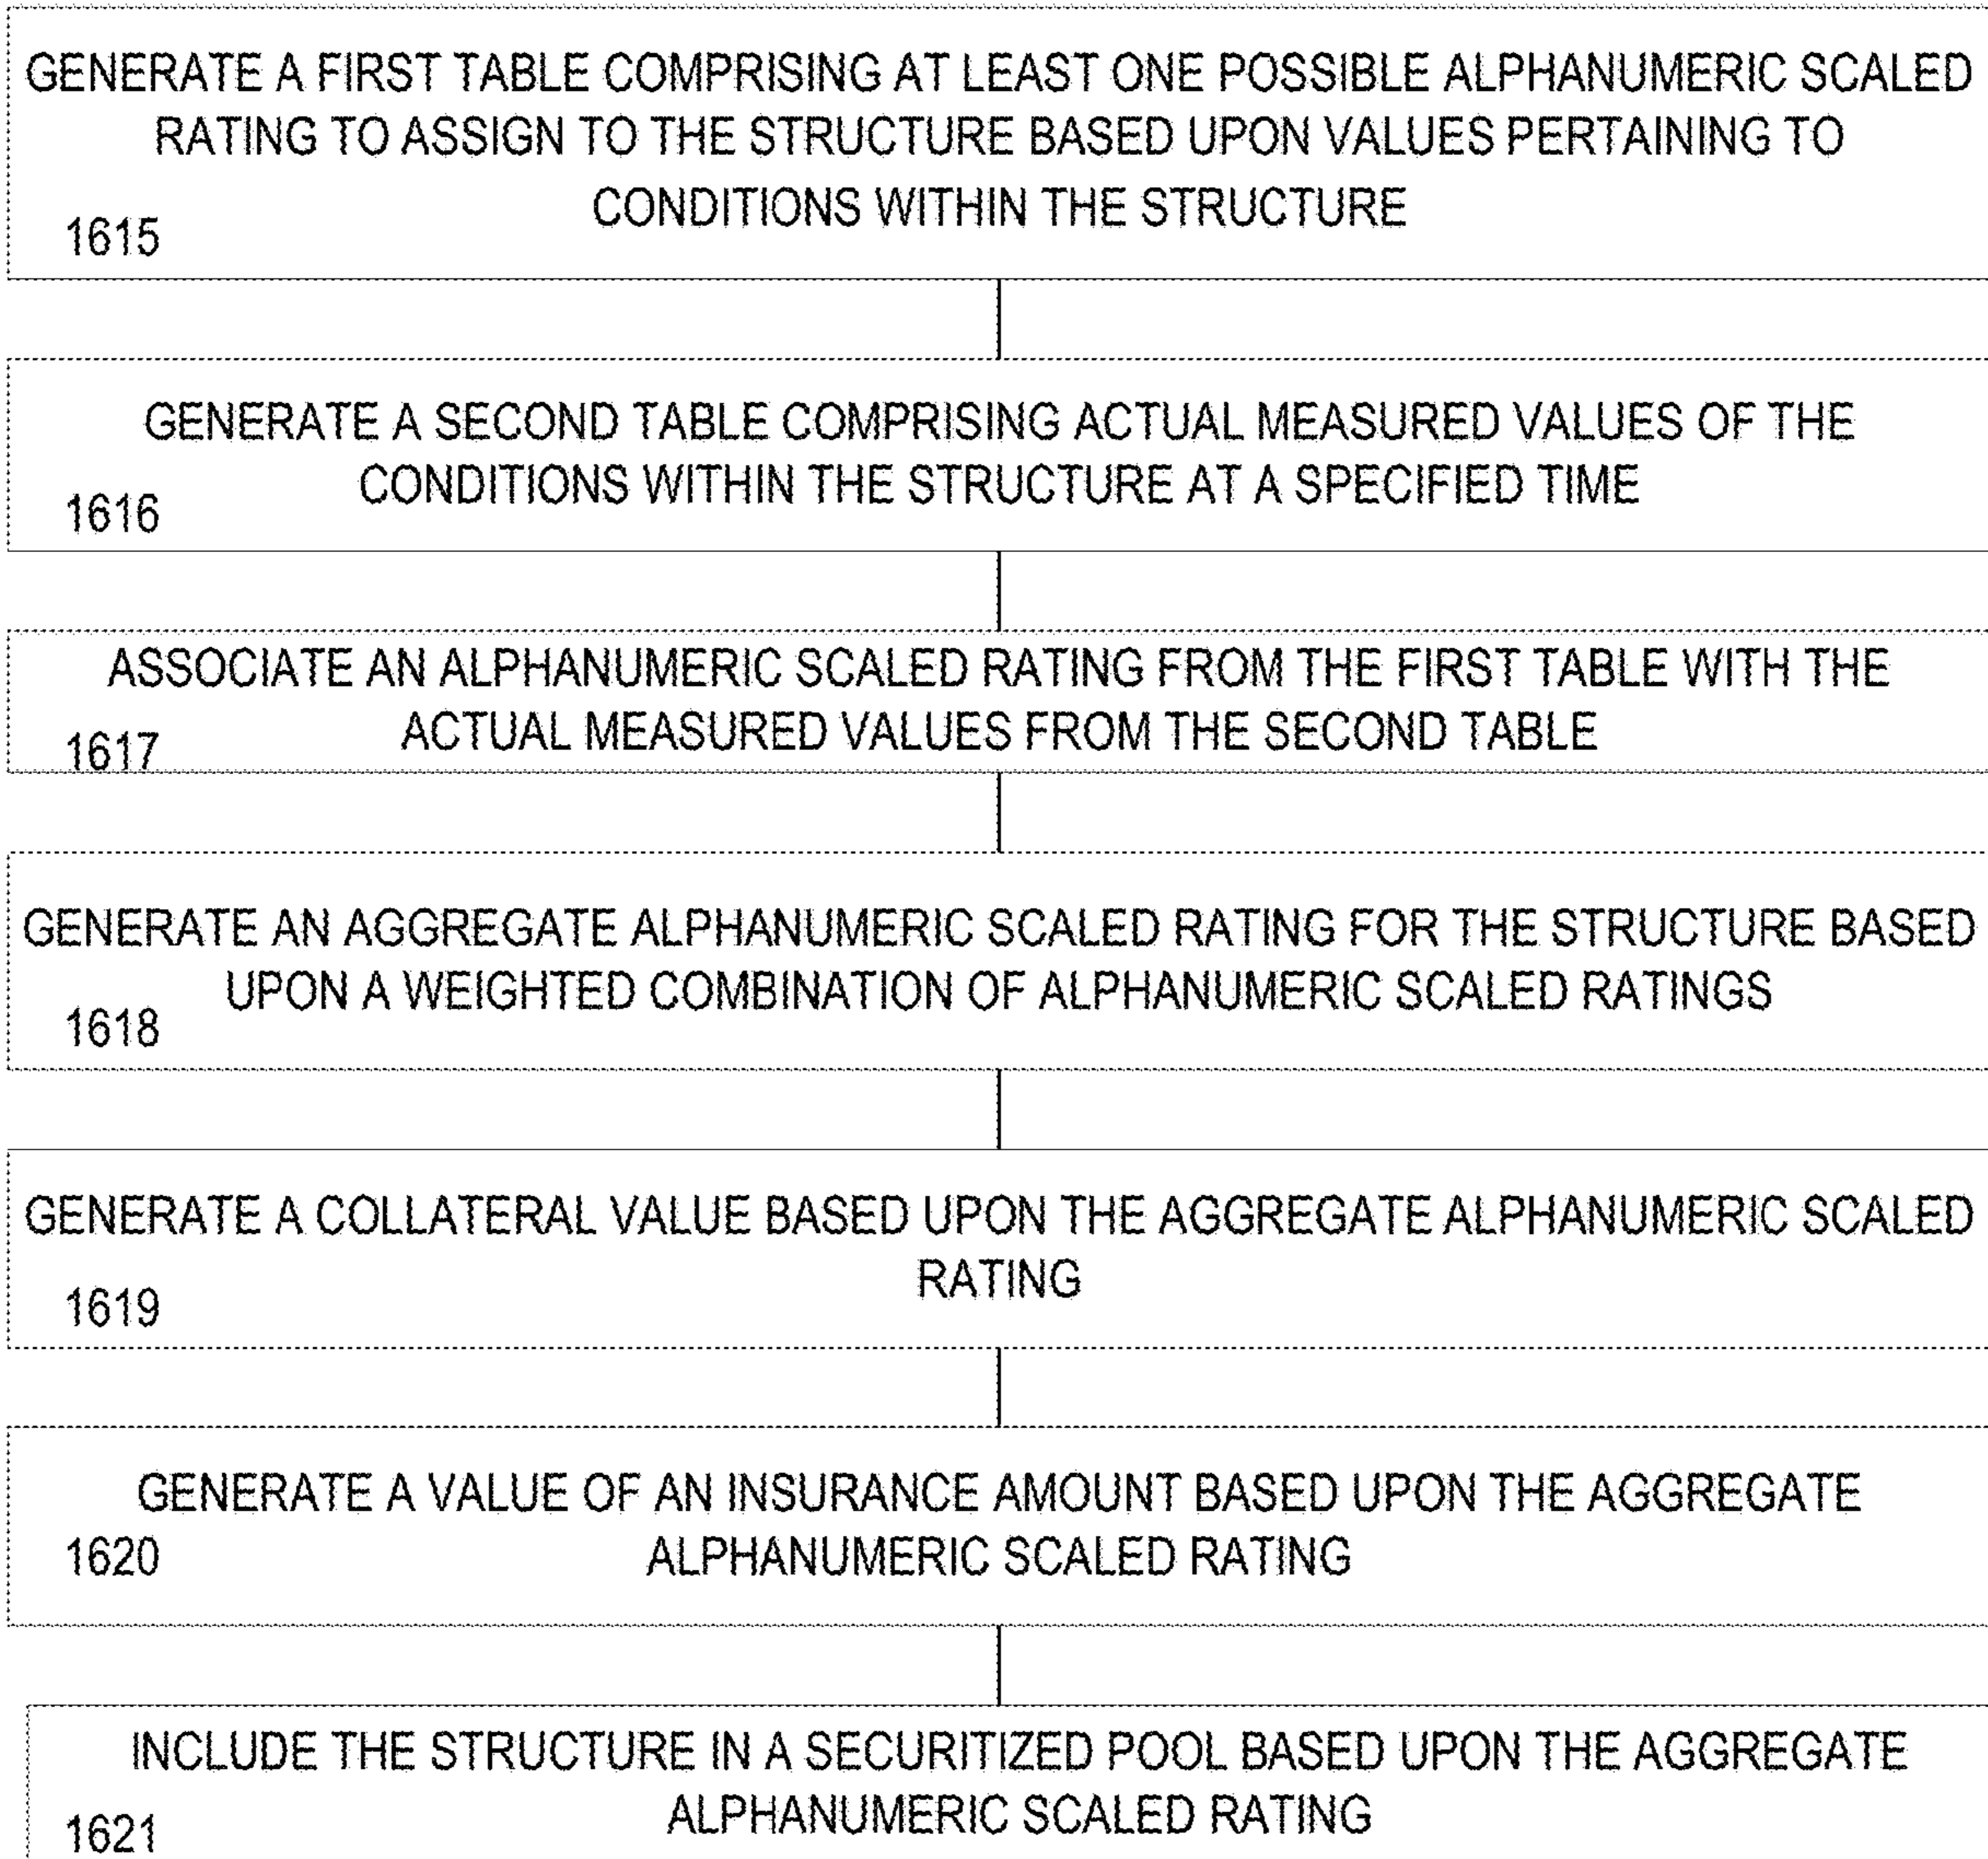 GENERATE A FIRST TABLE COMPRISING AT LEAST ONE POSSIBLE ALPHANUMERIC SCALED
RATING TO ASSIGN TO THE STRUCTURE BASED UPON VALUES PERTAINING TO
CONDITIONS WITHIN THE STRUCTURE
1615
GENERATE A SECOND TABLE COMPRISING ACTUAL MEASURED VALUES OF THE
CONDITIONS WITHIN THE STRUCTURE AT A SPECIFIED TIME
1616
ASSOCIATE AN ALPHANUMERIC SCALED RATING FROM THE FIRST TABLE WITH THE
ACTUAL MEASURED VALUES FROM THE SECOND TABLE
1617
GENERATE AN AGGREGATE ALPHANUMERIC SCALED RATING FOR THE STRUCTURE BASED
UPON A WEIGHTED COMBINATION OF ALPHANUMERIC SCALED RATINGS
1618
GENERATE A COLLATERAL VALUE BASED UPON THE AGGREGATE ALPHANUMERIC SCALED
RATING
1619
GENERATE A VALUE OF AN INSURANCE AMOUNT BASED UPON THE AGGREGATE
ALPHANUMERIC SCALED RATING
1620
INCLUDE THE STRUCTURE IN A SECURITIZED POOL BASED UPON THE AGGREGATE
ALPHANUMERIC SCALED RATING
1621